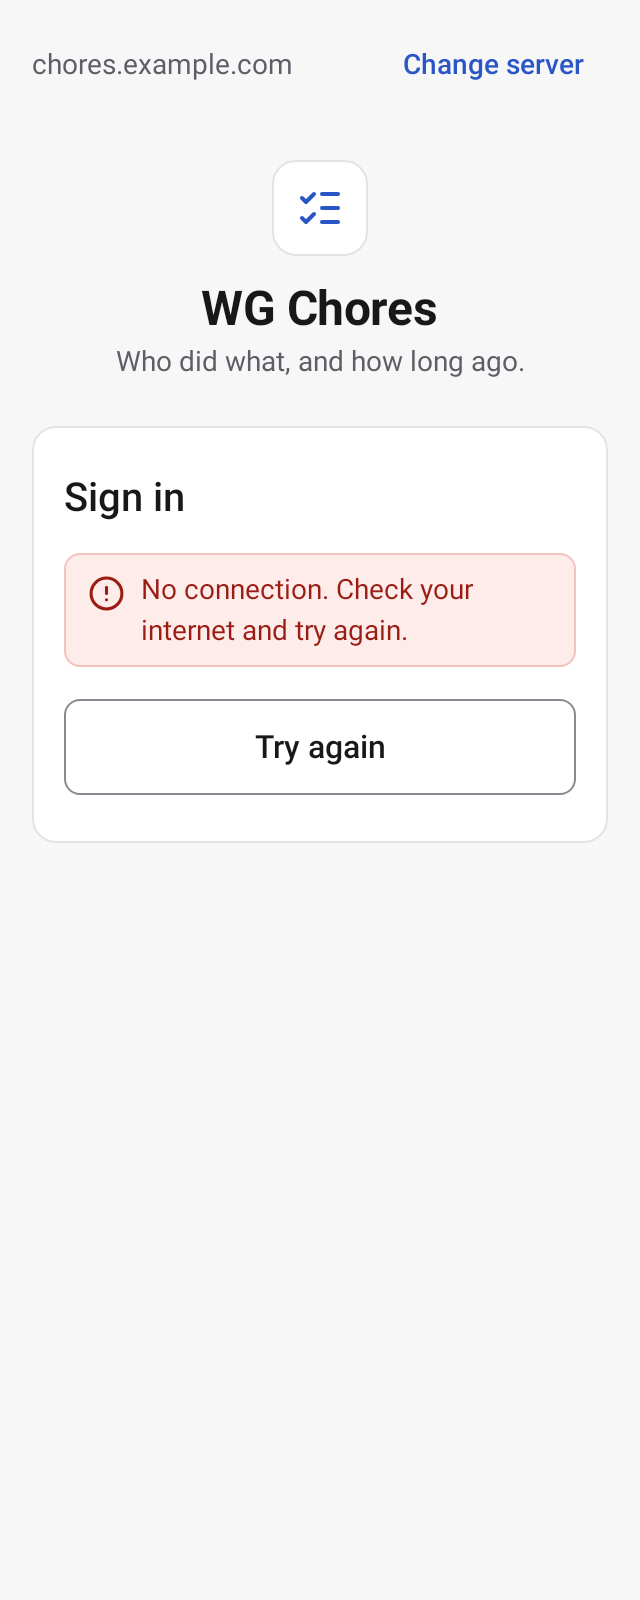 chores.example.com
Change server
WG Chores
Who did what, and how long ago.
Sign in
No connection. Check your
internet and try again.
Try again